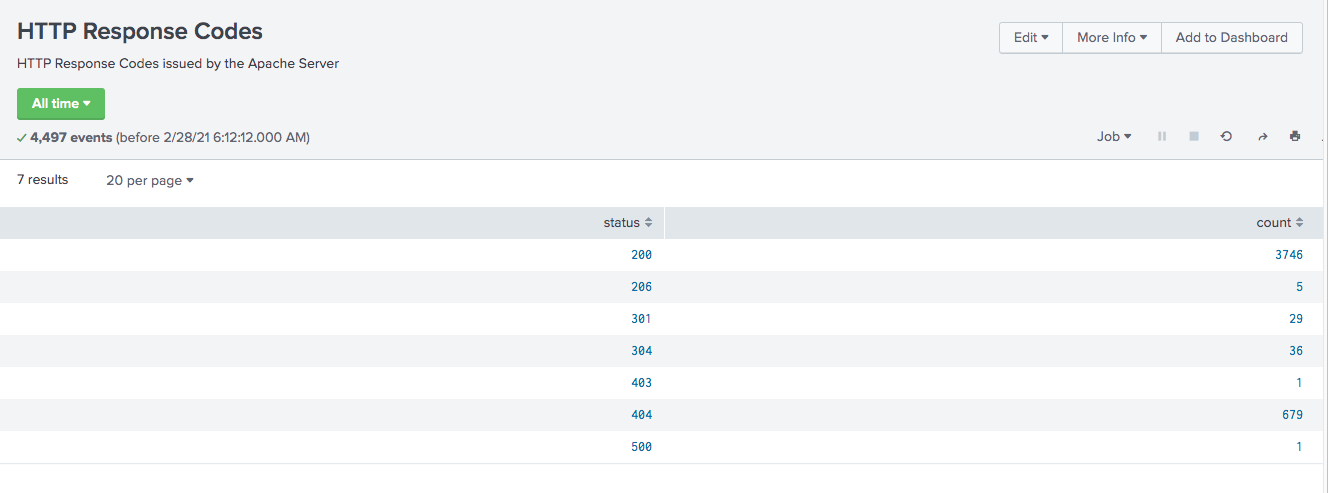 HTTP Response Codes
Edit More Info Add to Dashboard
HTTP Response Codes issued by the Apache Server
All time
4,497 events (before 2/28/21 6:12:12.000 AM)
Job
7 results 20 per page
status count
200 3746
206 5
301 29
304 36
403 1
404 679
500 1